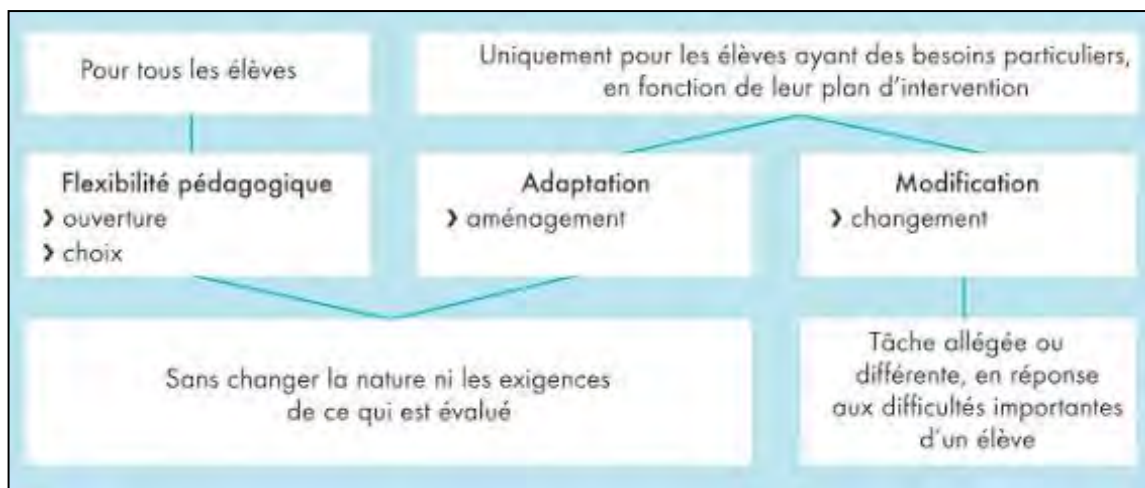 Pour tous les élèves
Uniquement pour les élèves ayant des besoins particuliers,
en fonction de leur plan d'intervention
Flexibilité pédagogique
❯ ouverture
❯ choix
Adaptation
❯ aménagement
Modification
❯ changement
Sans changer la nature ni les exigences
de ce qui est évalué
Tâche allégée ou
différente, en réponse
aux difficultés importantes
d'un élève